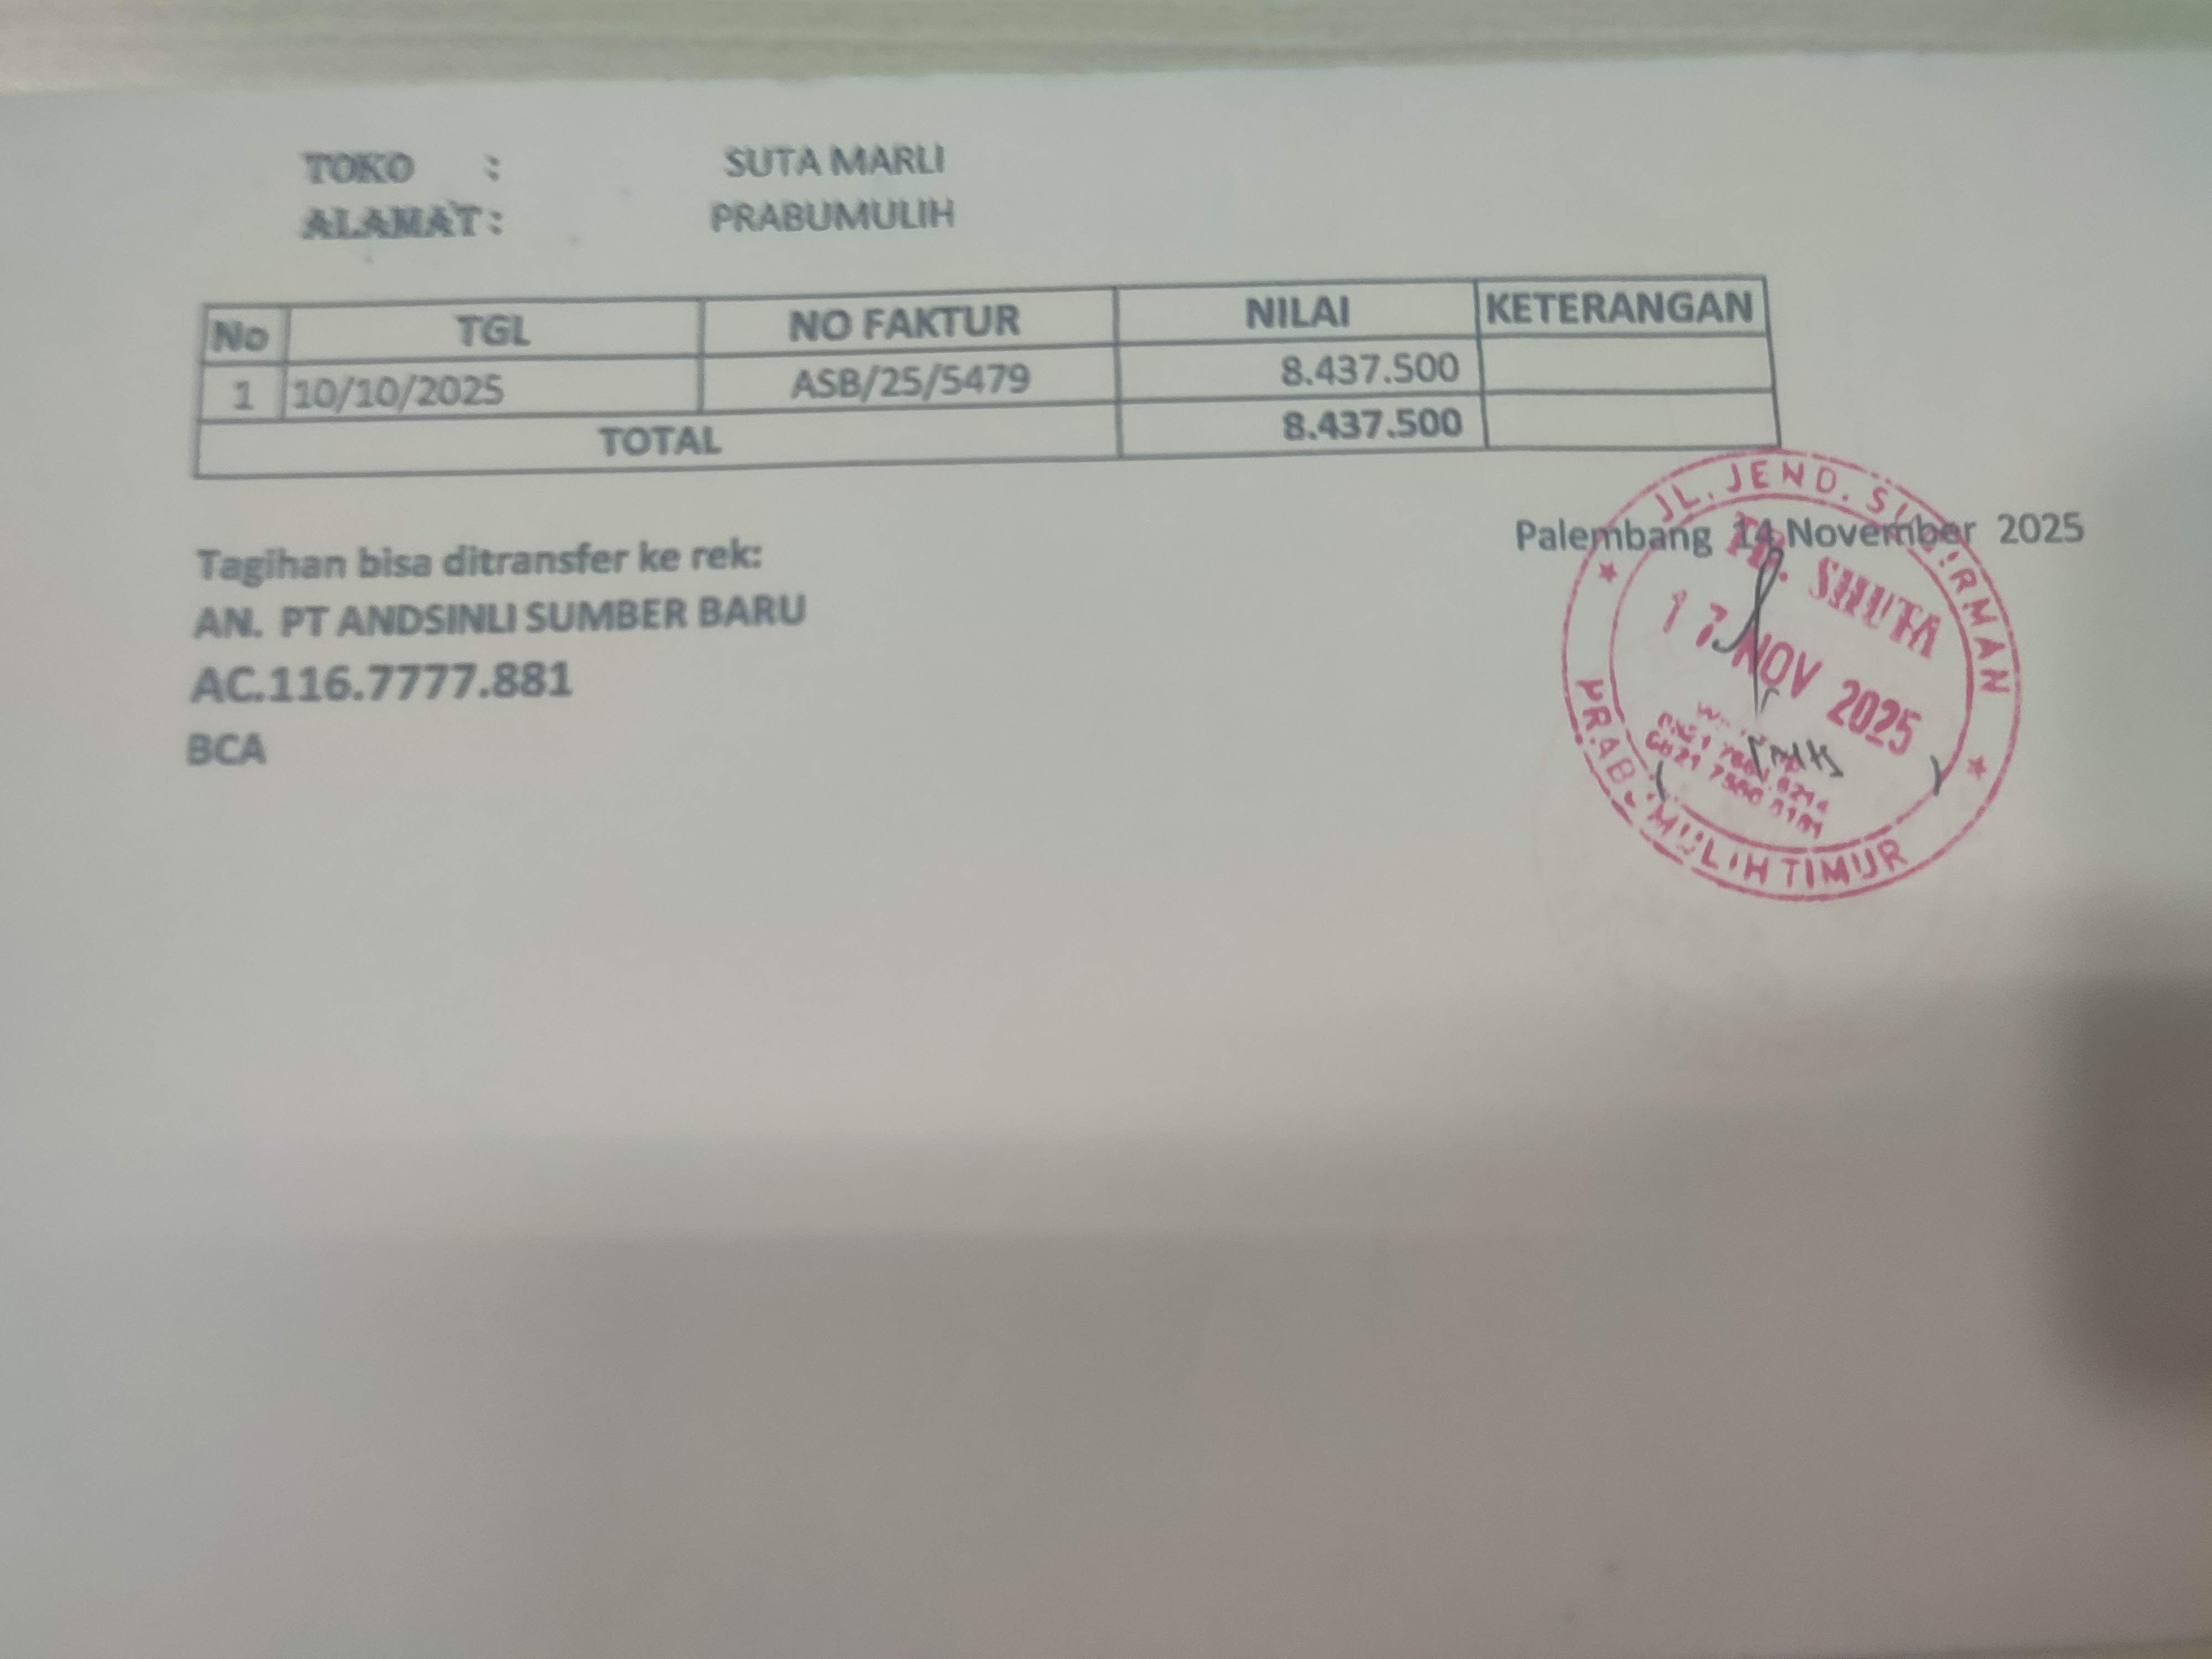 TOKO : SUTA MARLI
ALAMAT : PRABUMULIH
No TGL NO FAKTUR NILAI KETERANGAN
1 10/10/2025 ASB/25/5479 8.437.500
TOTAL 8.437.500
Palembang 14 November 2025
Tagihan bisa ditransfer ke rek:
AN. PT ANDSINLI SUMBER BARU
AC.116.7777.881
BCA
JL. JEND. SUDIRMAN
TB. SHUTA
17 NOV 2025
PRABUMULIH TIMUR